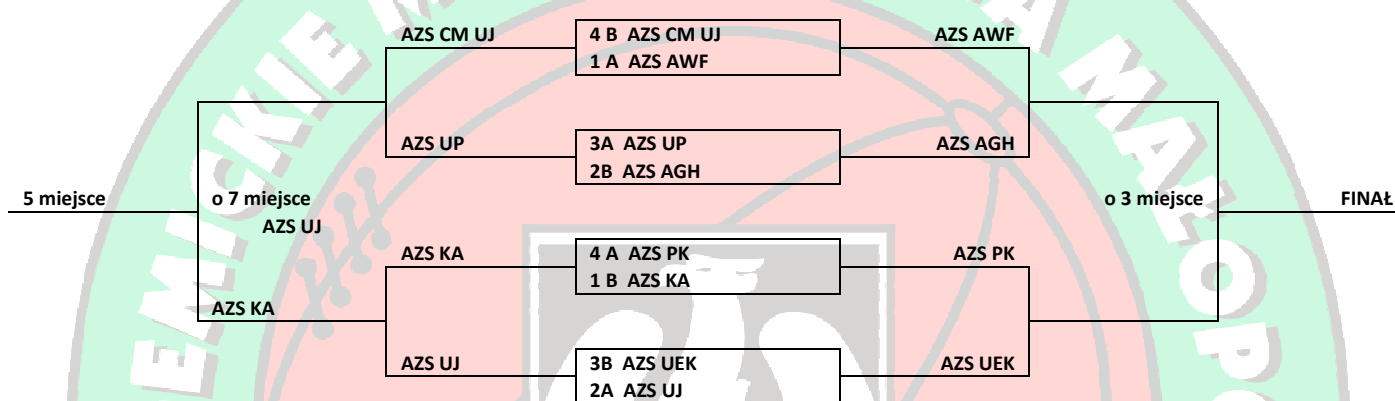 AZS CM UJ
4 B AZS CM UJ
AZS AWF
1 A AZS AWF
AZS UP
3A AZS UP
AZS AGH
2B AZS AGH
5 miejsce
o 7 miejsce
o 3 miejsce
FINAŁ
AZS UJ
AZS KA
4 A AZS PK
AZS PK
1 B AZS KA
AZS KA
AZS UJ
3B AZS UEK
AZS UEK
2A AZS UJ